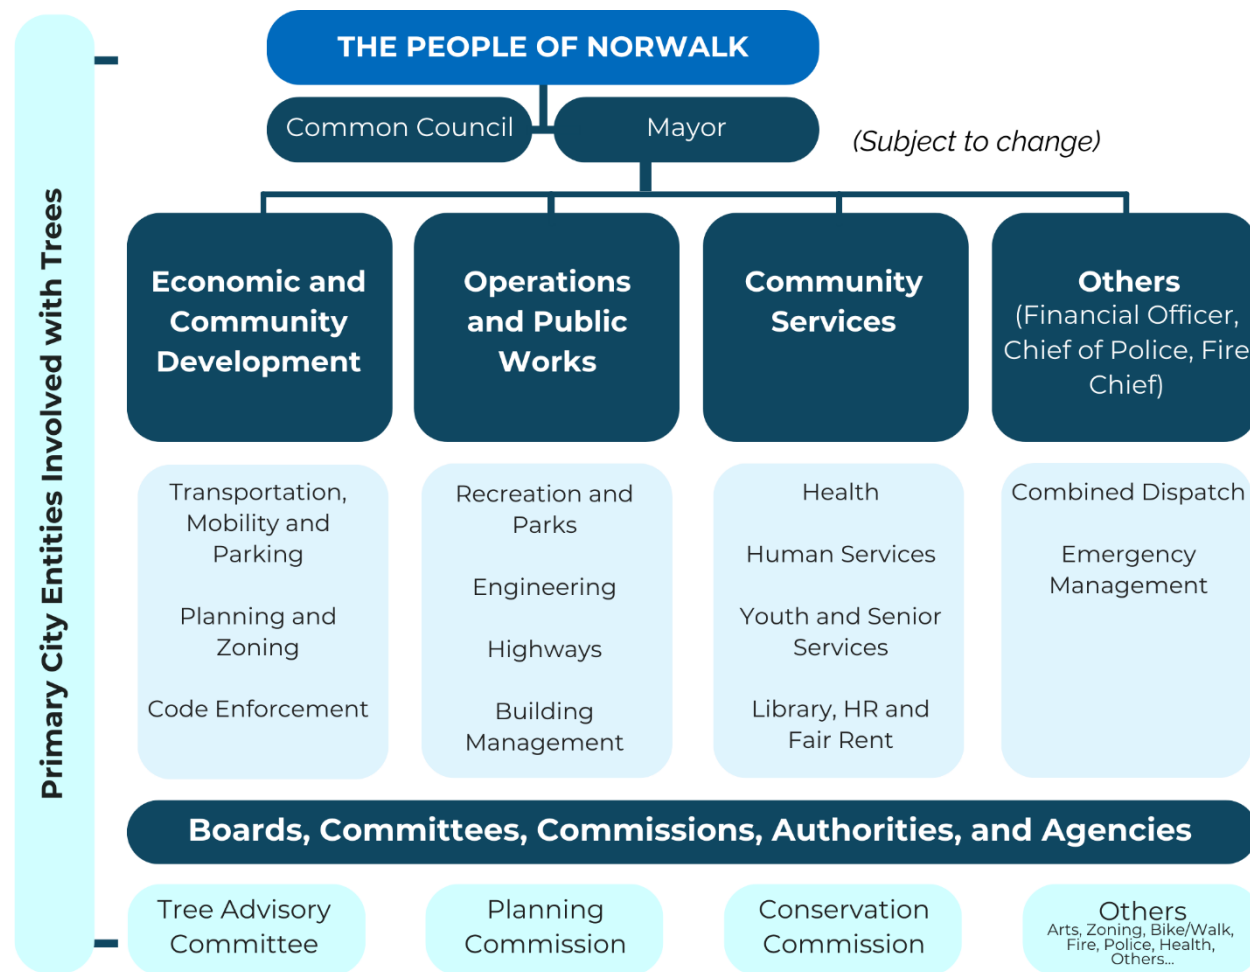 Primary City Entities Involved with Trees
THE PEOPLE OF NORWALK
Common Council
Mayor
(Subject to change)
Economic and
Community
Development
Operations
and Public
Works
Community
Services
Others
(Financial Officer,
Chief of Police, Fire
Chief)
Transportation,
Mobility and
Parking
Planning and
Zoning
Code Enforcement
Recreation and
Parks
Engineering
Highways
Building
Management
Health
Human Services
Youth and Senior
Services
Library, HR and
Fair Rent
Combined Dispatch
Emergency
Management
Boards, Committees, Commissions, Authorities, and Agencies
Tree Advisory
Committee
Planning
Commission
Conservation
Commission
Others
Arts, Zoning, Bike/Walk,
Fire, Police, Health,
Others...